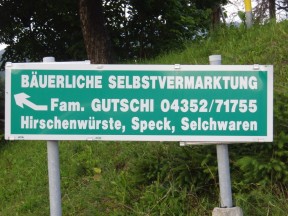 BÄUERLICHE SELBSTVERMARKTUNG
Fam. GUTSCHI 04352/71755
Hirschenwürste, Speck, Selchwaren